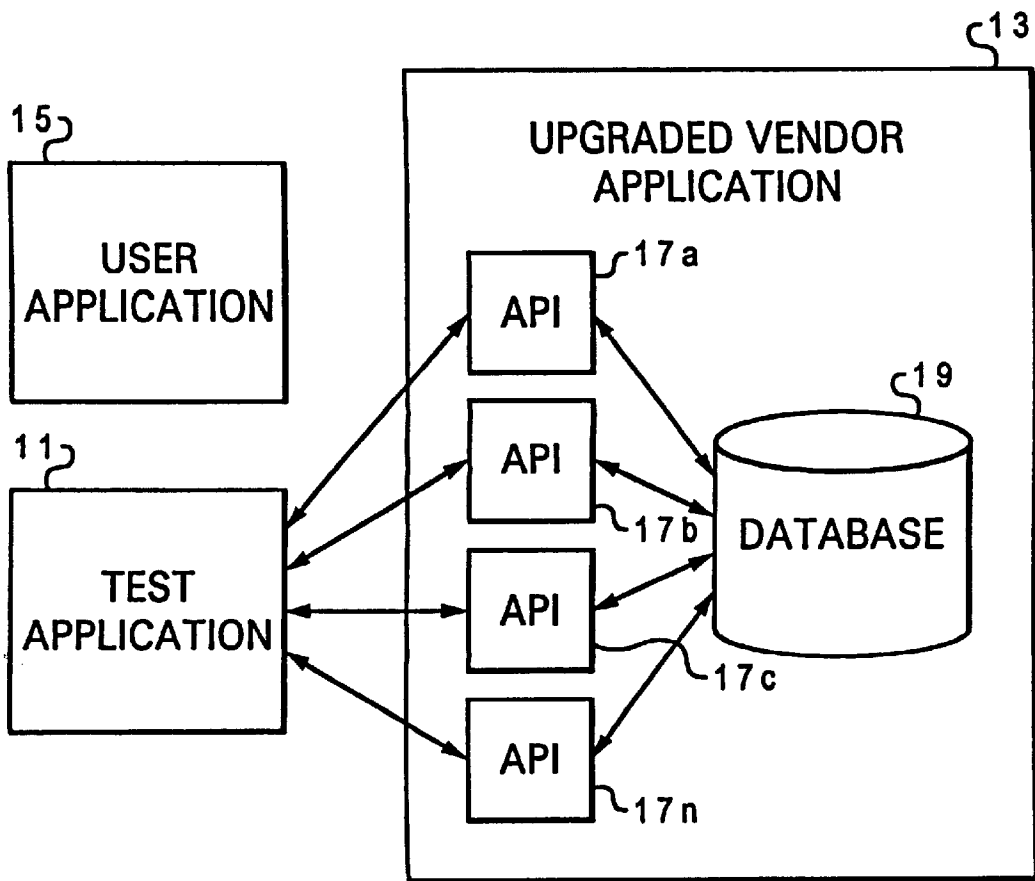 13
15
UPGRADED VENDOR
APPLICATION
USER
APPLICATION
17a
API
19
11
API
17b
DATABASE
TEST
APPLICATION
API
17c
API
17n